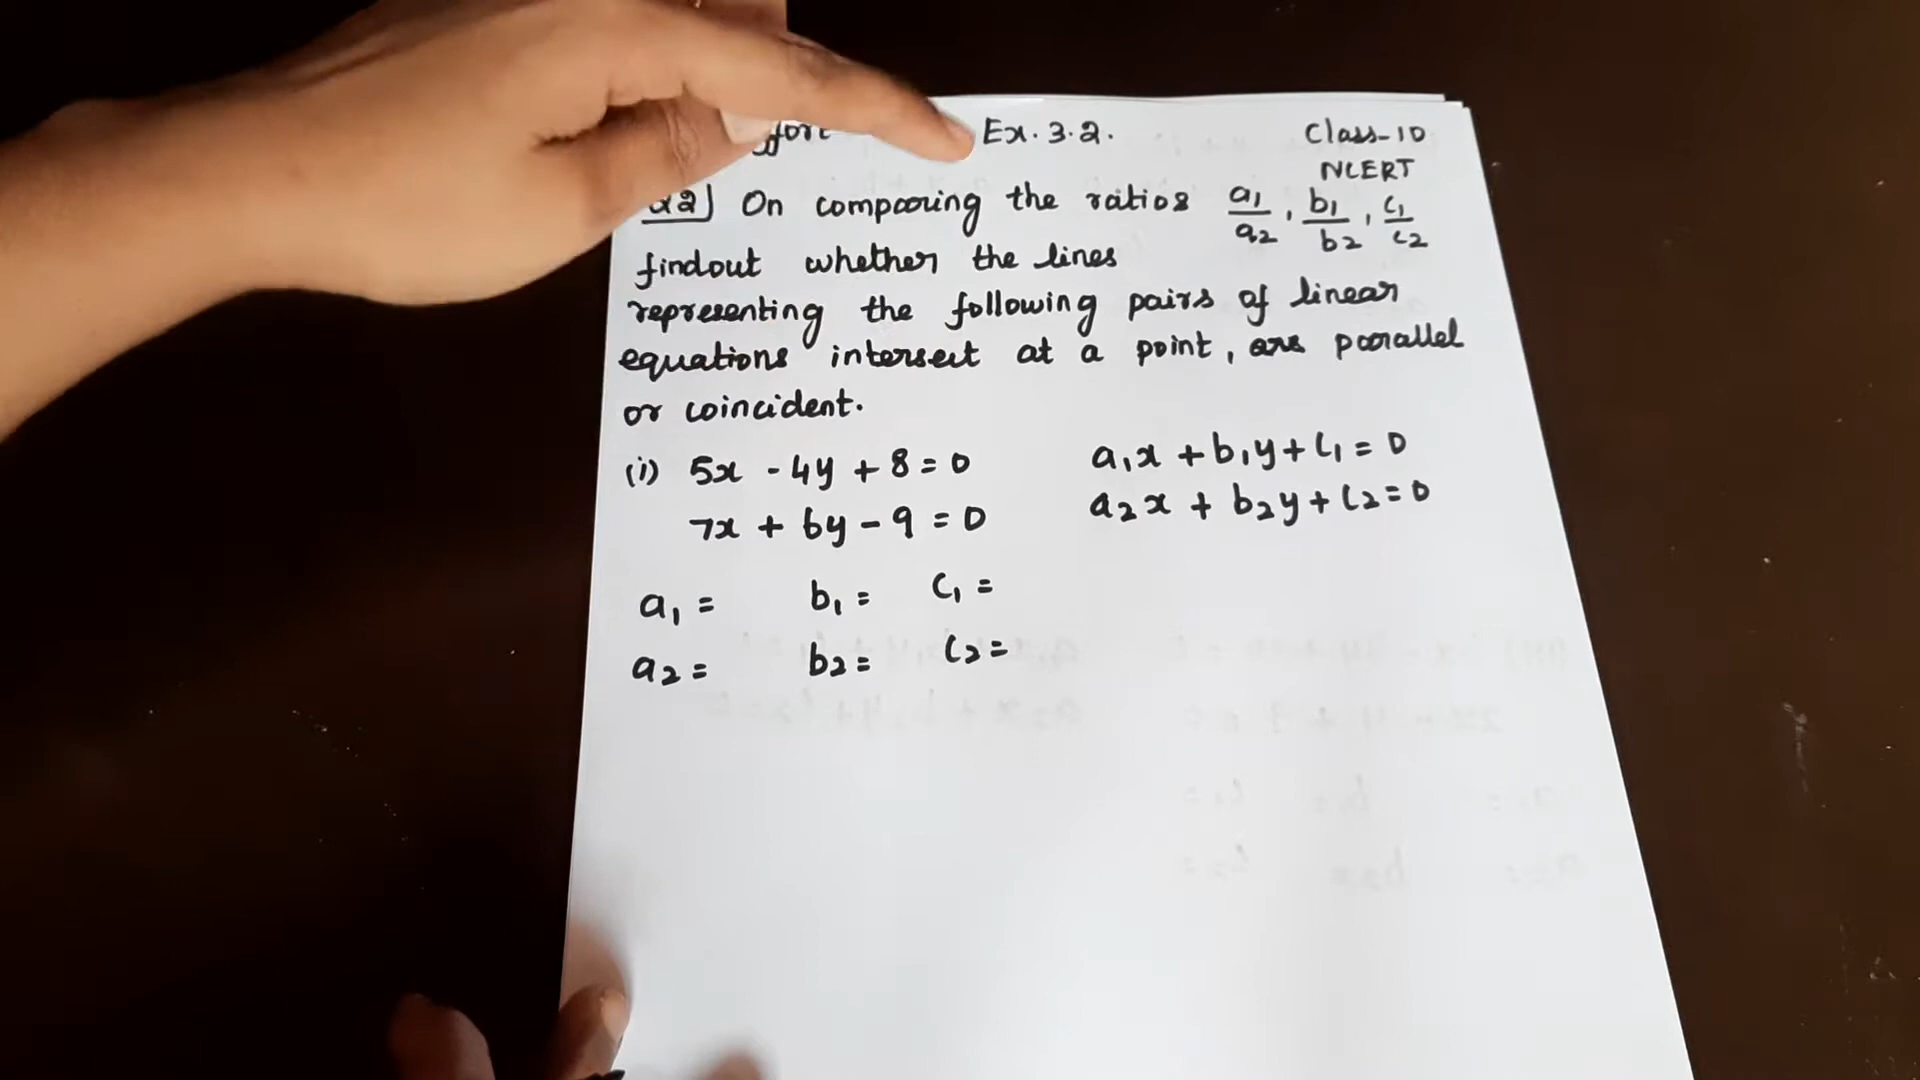 Ex. 3.2.
Class-10
NCERT
On comparing the ratios a1/a2, b1/b2, c1/c2
findout whether the lines
representing the following pairs of linear
equations intersect at a point, are parallel
or coincident.
(i) 5x - 4y + 8 = 0    a1x + b1y + c1 = 0
7x + 6y - 9 = 0    a2x + b2y + c2 = 0
a1 =    b1 =    c1 =
a2 =    b2 =    c2 =